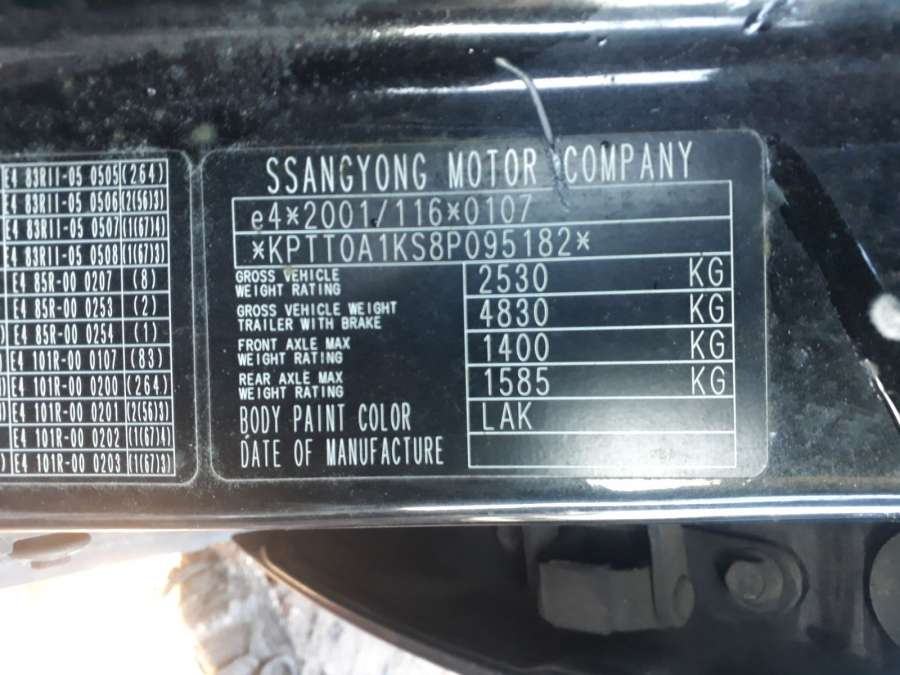 E4 83RII-05 0505 (264)
E4 83RII-05 0506 (2(56)3)
E4 83RII-05 0507 (1(67)4)
E4 83RII-05 0508 (1(67)3)
E4 85R-00 0207 (8)
E4 85R-00 0253 (2)
E4 85R-00 0254 (1)
E4 101R-00 0107 (83)
E4 101R-00 0200 (264)
E4 101R-00 0201 (2(56)3)
E4 101R-00 0202 (1(67)4)
E4 101R-00 0203 (1(67)3)
SSANGYONG MOTOR COMPANY
e4*2001/116*0107
*KPTT0A1KS8P095182*
GROSS VEHICLE
WEIGHT RATING 2530 KG
GROSS VEHICLE WEIGHT
TRAILER WITH BRAKE 4830 KG
FRONT AXLE MAX
WEIGHT RATING 1400 KG
REAR AXLE MAX
WEIGHT RATING 1585 KG
BODY PAINT COLOR LAK
DATE OF MANUFACTURE